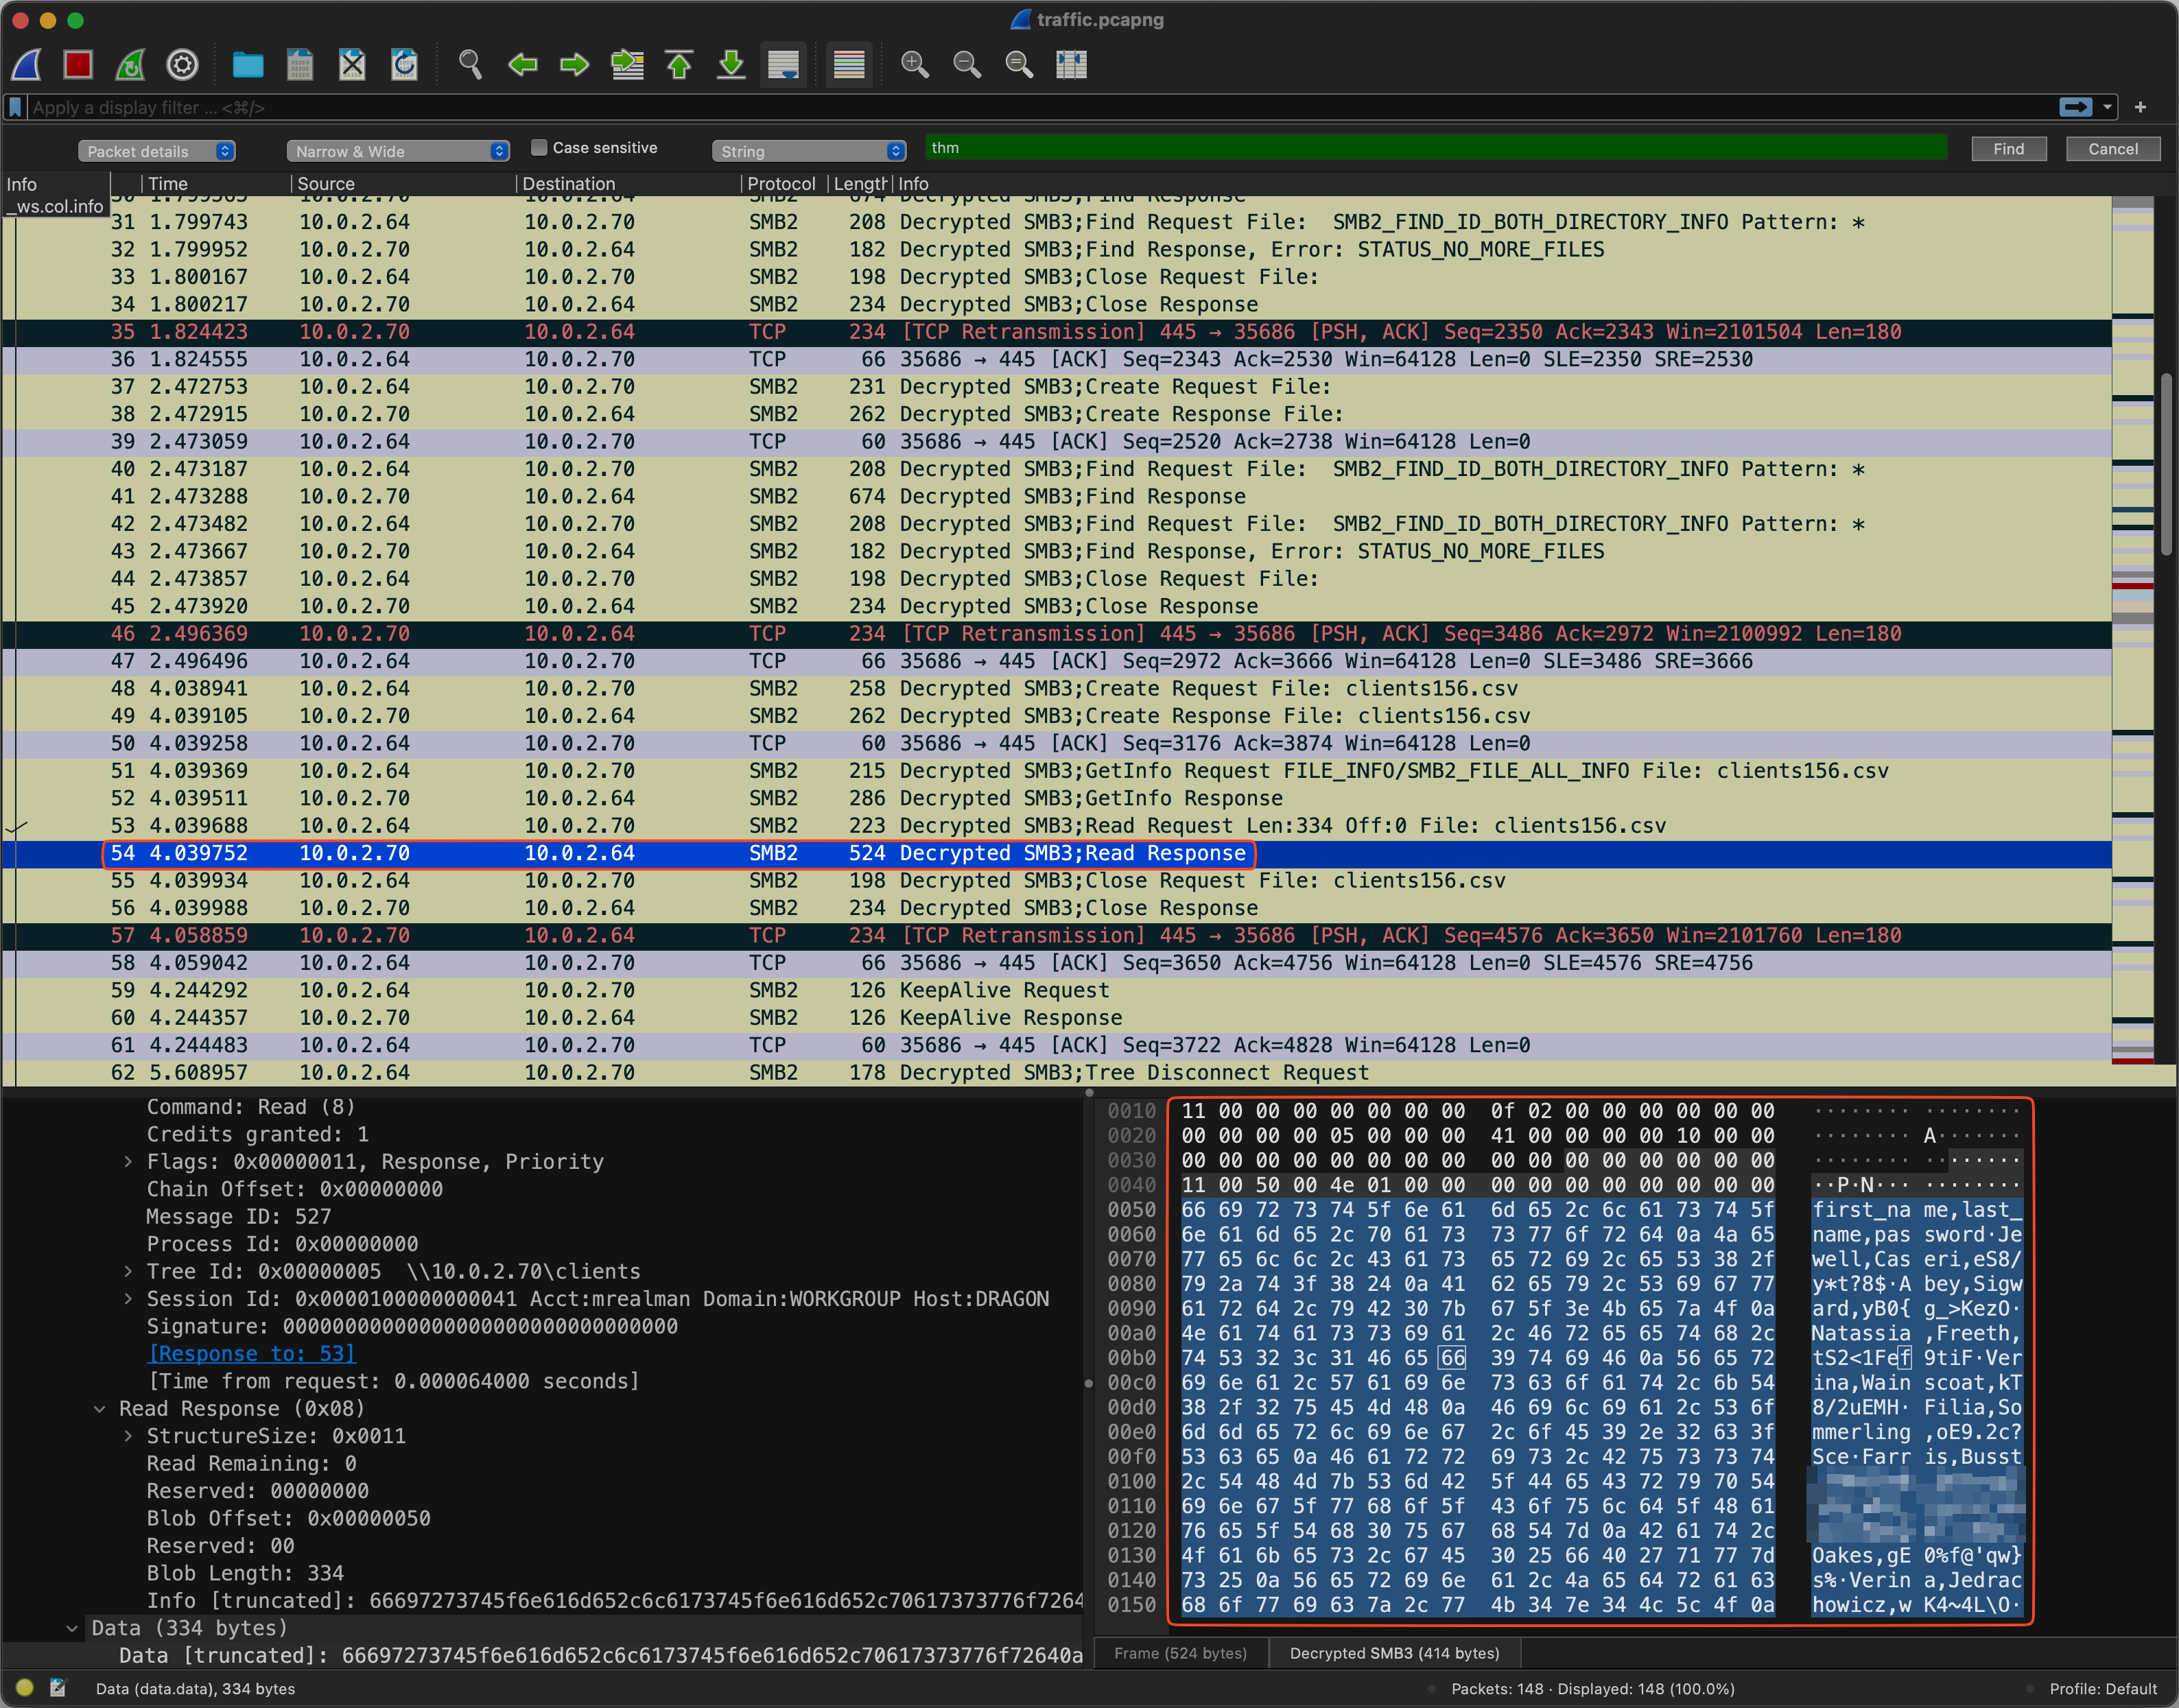 traffic.pcapng
Apply a display filter ... <⌘/>
Packet details Narrow & Wide Case sensitive String thm Find Cancel
Info Time Source Destination Protocol Length Info
_ws.col.info
30 1.799503 10.0.2.70 10.0.2.64 SMB2 674 Decrypted SMB3;Find Response
31 1.799743 10.0.2.64 10.0.2.70 SMB2 208 Decrypted SMB3;Find Request File: SMB2_FIND_ID_BOTH_DIRECTORY_INFO Pattern: *
32 1.799952 10.0.2.70 10.0.2.64 SMB2 182 Decrypted SMB3;Find Response, Error: STATUS_NO_MORE_FILES
33 1.800167 10.0.2.64 10.0.2.70 SMB2 198 Decrypted SMB3;Close Request File:
34 1.800217 10.0.2.70 10.0.2.64 SMB2 234 Decrypted SMB3;Close Response
35 1.824423 10.0.2.70 10.0.2.64 TCP 234 [TCP Retransmission] 445 → 35686 [PSH, ACK] Seq=2350 Ack=2343 Win=2101504 Len=180
36 1.824555 10.0.2.64 10.0.2.70 TCP 66 35686 → 445 [ACK] Seq=2343 Ack=2530 Win=64128 Len=0 SLE=2350 SRE=2530
37 2.472753 10.0.2.64 10.0.2.70 SMB2 231 Decrypted SMB3;Create Request File:
38 2.472915 10.0.2.70 10.0.2.64 SMB2 262 Decrypted SMB3;Create Response File:
39 2.473059 10.0.2.64 10.0.2.70 TCP 60 35686 → 445 [ACK] Seq=2520 Ack=2738 Win=64128 Len=0
40 2.473187 10.0.2.64 10.0.2.70 SMB2 208 Decrypted SMB3;Find Request File: SMB2_FIND_ID_BOTH_DIRECTORY_INFO Pattern: *
41 2.473288 10.0.2.70 10.0.2.64 SMB2 674 Decrypted SMB3;Find Response
42 2.473482 10.0.2.64 10.0.2.70 SMB2 208 Decrypted SMB3;Find Request File: SMB2_FIND_ID_BOTH_DIRECTORY_INFO Pattern: *
43 2.473667 10.0.2.70 10.0.2.64 SMB2 182 Decrypted SMB3;Find Response, Error: STATUS_NO_MORE_FILES
44 2.473857 10.0.2.64 10.0.2.70 SMB2 198 Decrypted SMB3;Close Request File:
45 2.473920 10.0.2.70 10.0.2.64 SMB2 234 Decrypted SMB3;Close Response
46 2.496369 10.0.2.70 10.0.2.64 TCP 234 [TCP Retransmission] 445 → 35686 [PSH, ACK] Seq=3486 Ack=2972 Win=2100992 Len=180
47 2.496496 10.0.2.64 10.0.2.70 TCP 66 35686 → 445 [ACK] Seq=2972 Ack=3666 Win=64128 Len=0 SLE=3486 SRE=3666
48 4.038941 10.0.2.64 10.0.2.70 SMB2 258 Decrypted SMB3;Create Request File: clients156.csv
49 4.039105 10.0.2.70 10.0.2.64 SMB2 262 Decrypted SMB3;Create Response File: clients156.csv
50 4.039258 10.0.2.64 10.0.2.70 TCP 60 35686 → 445 [ACK] Seq=3176 Ack=3874 Win=64128 Len=0
51 4.039369 10.0.2.64 10.0.2.70 SMB2 215 Decrypted SMB3;GetInfo Request FILE_INFO/SMB2_FILE_ALL_INFO File: clients156.csv
52 4.039511 10.0.2.70 10.0.2.64 SMB2 286 Decrypted SMB3;GetInfo Response
53 4.039688 10.0.2.64 10.0.2.70 SMB2 223 Decrypted SMB3;Read Request Len:334 Off:0 File: clients156.csv
54 4.039752 10.0.2.70 10.0.2.64 SMB2 524 Decrypted SMB3;Read Response
55 4.039934 10.0.2.64 10.0.2.70 SMB2 198 Decrypted SMB3;Close Request File: clients156.csv
56 4.039988 10.0.2.70 10.0.2.64 SMB2 234 Decrypted SMB3;Close Response
57 4.058859 10.0.2.70 10.0.2.64 TCP 234 [TCP Retransmission] 445 → 35686 [PSH, ACK] Seq=4576 Ack=3650 Win=2101760 Len=180
58 4.059042 10.0.2.64 10.0.2.70 TCP 66 35686 → 445 [ACK] Seq=3650 Ack=4756 Win=64128 Len=0 SLE=4576 SRE=4756
59 4.244292 10.0.2.64 10.0.2.70 SMB2 126 KeepAlive Request
60 4.244357 10.0.2.70 10.0.2.64 SMB2 126 KeepAlive Response
61 4.244483 10.0.2.64 10.0.2.70 TCP 60 35686 → 445 [ACK] Seq=3722 Ack=4828 Win=64128 Len=0
62 5.608957 10.0.2.64 10.0.2.70 SMB2 178 Decrypted SMB3;Tree Disconnect Request
Command: Read (8)
Credits granted: 1
Flags: 0x00000011, Response, Priority
Chain Offset: 0x00000000
Message ID: 527
Process Id: 0x00000000
Tree Id: 0x00000005 \\10.0.2.70\clients
Session Id: 0x0000100000000041 Acct:mrealman Domain:WORKGROUP Host:DRAGON
Signature: 00000000000000000000000000000000
[Response to: 53]
[Time from request: 0.000064000 seconds]
Read Response (0x08)
StructureSize: 0x0011
Read Remaining: 0
Reserved: 00000000
Blob Offset: 0x00000050
Reserved: 00
Blob Length: 334
Info [truncated]: 66697273745f6e616d652c6c6173745f6e616d652c70617373776f7264
Data (334 bytes)
Data [truncated]: 66697273745f6e616d652c6c6173745f6e616d652c70617373776f72640a
0010 11 00 00 00 00 00 00 00 0f 02 00 00 00 00 00 00 ········ ········
0020 00 00 00 00 05 00 00 00 41 00 00 00 00 10 00 00 ········ A·······
0030 00 00 00 00 00 00 00 00 00 00 00 00 00 00 00 00 ········ ········
0040 11 00 50 00 4e 01 00 00 00 00 00 00 00 00 00 00 ··P·N··· ········
0050 66 69 72 73 74 5f 6e 61 6d 65 2c 6c 61 73 74 5f first_na me,last_
0060 6e 61 6d 65 2c 70 61 73 73 77 6f 72 64 0a 4a 65 name,pas sword·Je
0070 77 65 6c 6c 2c 43 61 73 65 72 69 2c 65 53 38 2f well,Cas eri,eS8/
0080 79 2a 74 3f 38 24 0a 41 62 65 79 2c 53 69 67 77 y*t?8$·A bey,Sigw
0090 61 72 64 2c 79 42 30 7b 67 5f 3e 4b 65 7a 4f 0a ard,yB0{ g_>KezO·
00a0 4e 61 74 61 73 73 69 61 2c 46 72 65 65 74 68 2c Natassia ,Freeth,
00b0 74 53 32 3c 31 46 65 66 39 74 69 46 0a 56 65 72 tS2<1Fef 9tiF·Ver
00c0 69 6e 61 2c 57 61 69 6e 73 63 6f 61 74 2c 6b 54 ina,Wain scoat,kT
00d0 38 2f 32 75 45 4d 48 0a 46 69 6c 69 61 2c 53 6f 8/2uEMH· Filia,So
00e0 6d 6d 65 72 6c 69 6e 67 2c 6f 45 39 2e 32 63 3f mmerling ,oE9.2c?
00f0 53 63 65 0a 46 61 72 72 69 73 2c 42 75 73 73 74 Sce·Farr is,Busst
0100 2c 54 48 4d 7b 53 6d 42 5f 44 65 43 72 79 70 54
0110 69 6e 67 5f 77 68 6f 5f 43 6f 75 6c 64 5f 48 61
0120 76 65 5f 54 68 30 75 67 68 54 7d 0a 42 61 74 2c
0130 4f 61 6b 65 73 2c 67 45 30 25 66 40 27 71 77 7d Oakes,gE 0%f@'qw}
0140 73 25 0a 56 65 72 69 6e 61 2c 4a 65 64 72 61 63 s%·Verin a,Jedrac
0150 68 6f 77 69 63 7a 2c 77 4b 34 7e 34 4c 5c 4f 0a howicz,w K4~4L\O·
Frame (524 bytes) Decrypted SMB3 (414 bytes)
Data (data.data), 334 bytes Packets: 148 · Displayed: 148 (100.0%) Profile: Default